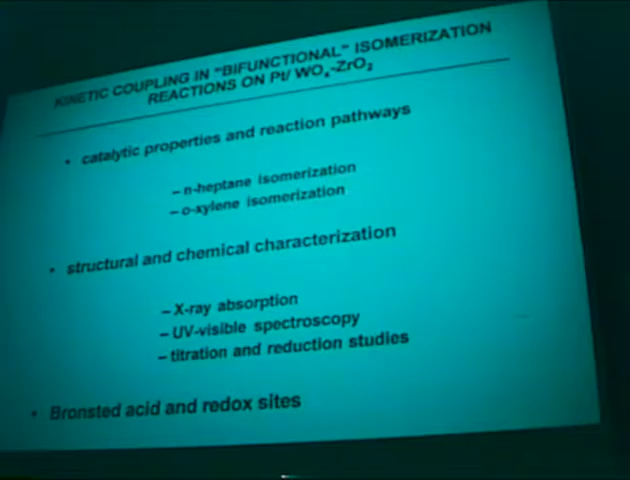 KINETIC COUPLING IN "BIFUNCTIONAL" ISOMERIZATION
REACTIONS ON Pt/ WOₓ-ZrO₂
• catalytic properties and reaction pathways
– n-heptane isomerization
– o-xylene isomerization
• structural and chemical characterization
– X-ray absorption
– UV-visible spectroscopy
– titration and reduction studies
• Bronsted acid and redox sites